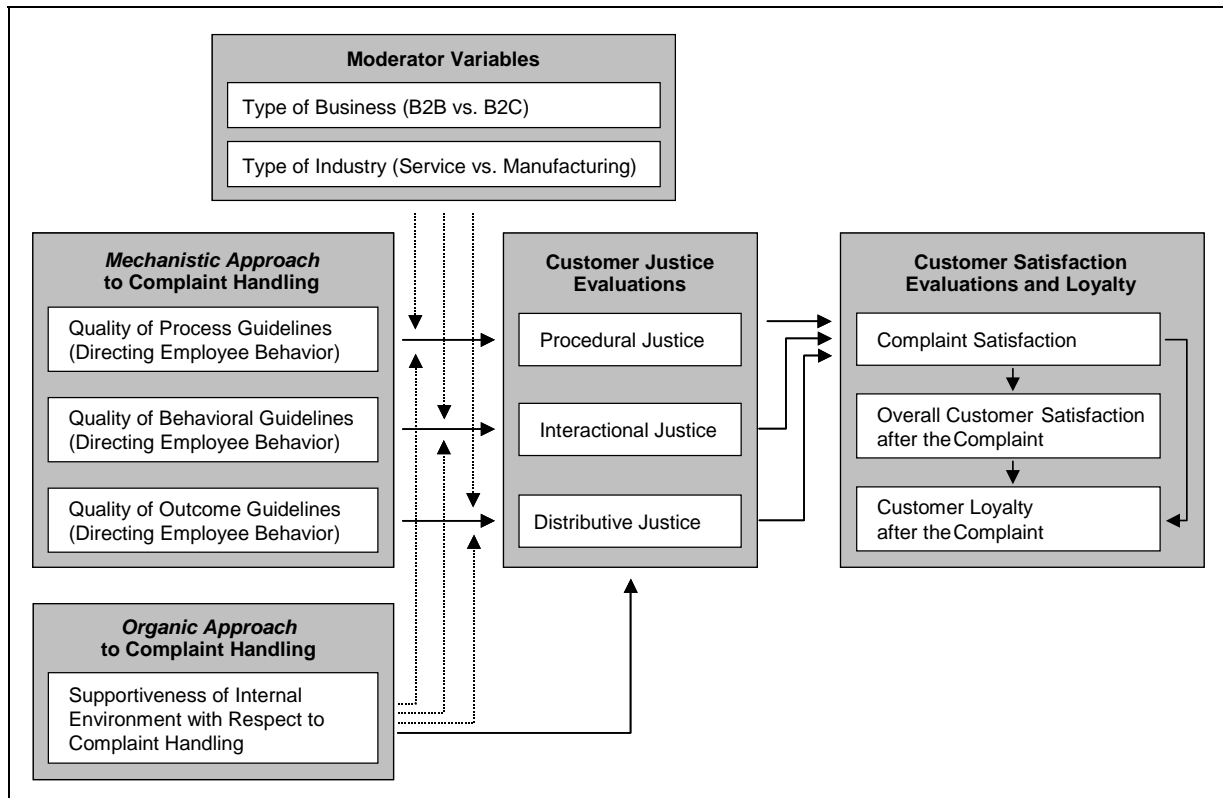 Moderator Variables
Type of Business (B2B vs. B2C)
Type of Industry (Service vs. Manufacturing)
Mechanistic Approach
to Complaint Handling
Quality of Process Guidelines
(Directing Employee Behavior)
Quality of Behavioral Guidelines
(Directing Employee Behavior)
Quality of Outcome Guidelines
(Directing Employee Behavior)
Customer Justice
Evaluations
Procedural Justice
Interactional Justice
Distributive Justice
Customer Satisfaction
Evaluations and Loyalty
Complaint Satisfaction
Overall Customer Satisfaction
after the Complaint
Customer Loyalty
after the Complaint
Organic Approach
to Complaint Handling
Supportiveness of Internal
Environment with Respect to
Complaint Handling